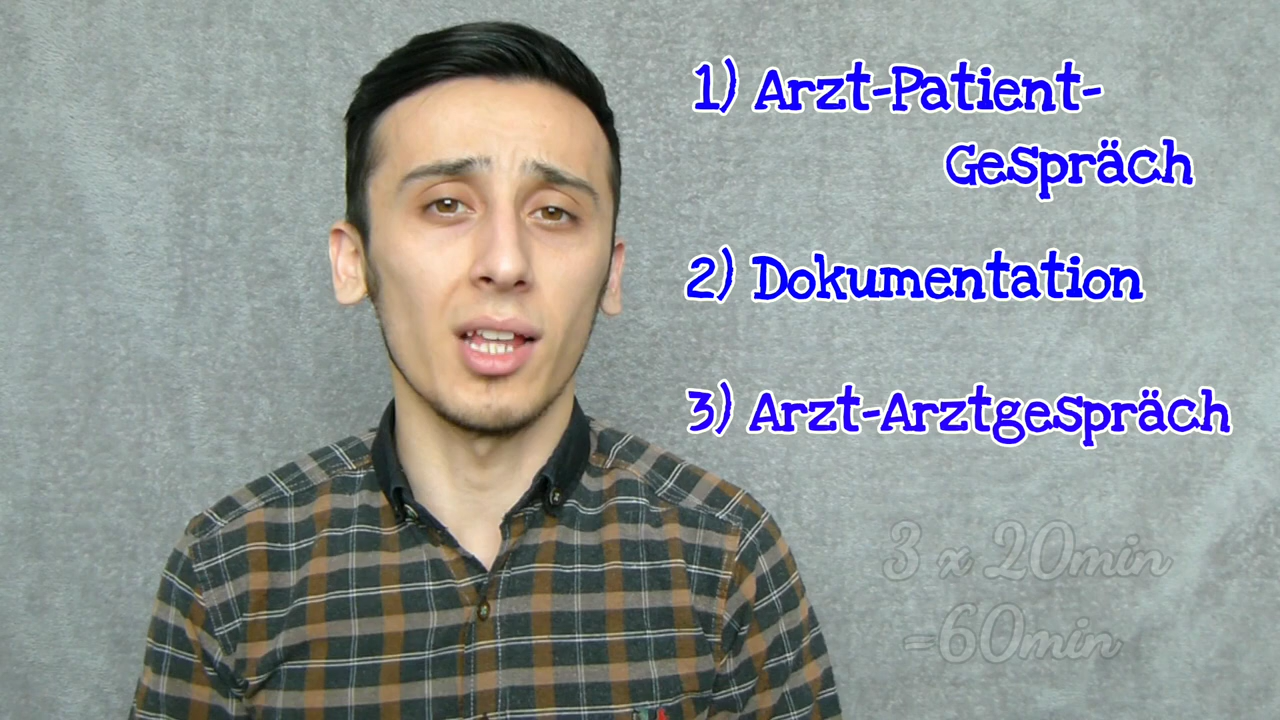 1) Arzt-Patient-
Gespräch
2) Dokumentation
3) Arzt-Arztgespräch
3 x 20min
=60min